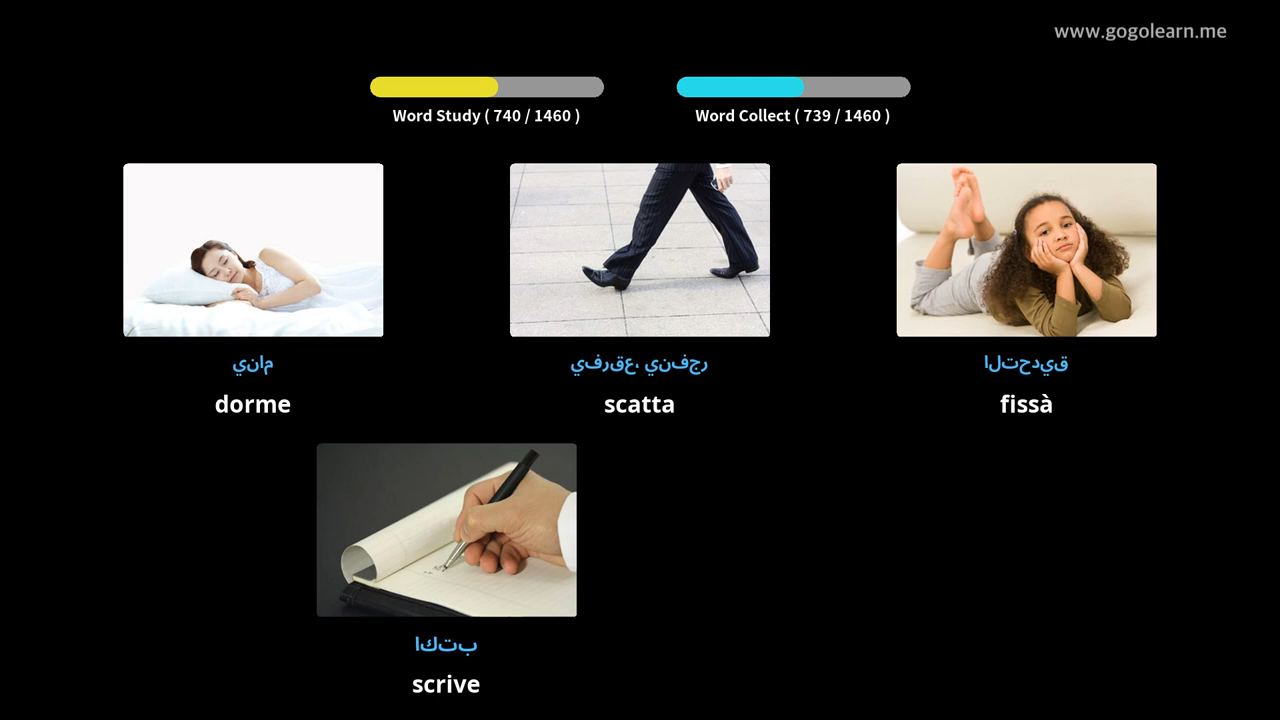 www.gogolearn.me
Word Study ( 740 / 1460 )
Word Collect ( 739 / 1460 )
ينام
يفرقع، ينفجر
التحديق
dorme
scatta
fissà
اكتب
scrive